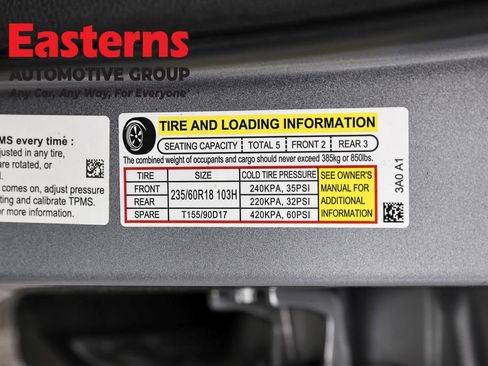 Easterns
AUTOMOTIVE GROUP
Any Car, Any Way, For Everyone
TIRE AND LOADING INFORMATION
SEATING CAPACITY TOTAL 5 FRONT 2 REAR 3
The combined weight of occupants and cargo should never exceed 385kg or 850lbs.
TIRE SIZE COLD TIRE PRESSURE SEE OWNER'S
FRONT 235/60R18 103H 240KPA, 35PSI MANUAL FOR
REAR 220KPA, 32PSI ADDITIONAL
SPARE T155/90D17 420KPA, 60PSI INFORMATION
3A0 A1
MS every time :
djusted in any tire,
are rotated, or
comes on, adjust pressure
ting and calibrate TPMS.